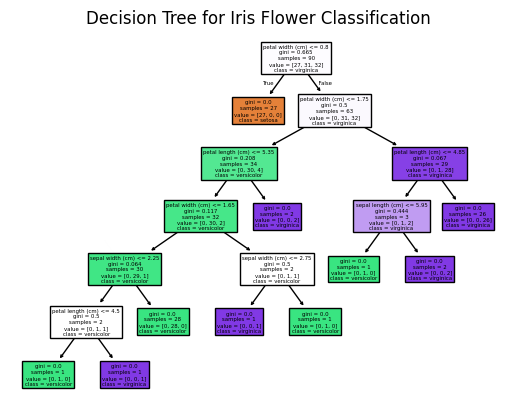 Decision Tree for Iris Flower Classification
petal width (cm) <= 0.8
gini = 0.665
samples = 90
value = [27, 31, 32]
class = virginica
True
False
gini = 0.0
samples = 27
value = [27, 0, 0]
class = setosa
petal width (cm) <= 1.75
gini = 0.5
samples = 63
value = [0, 31, 32]
class = virginica
petal length (cm) <= 5.35
gini = 0.208
samples = 34
value = [0, 30, 4]
class = versicolor
petal length (cm) <= 4.85
gini = 0.067
samples = 29
value = [0, 1, 28]
class = virginica
petal width (cm) <= 1.65
gini = 0.117
samples = 32
value = [0, 30, 2]
class = versicolor
gini = 0.0
samples = 2
value = [0, 0, 2]
class = virginica
sepal length (cm) <= 5.95
gini = 0.444
samples = 3
value = [0, 1, 2]
class = virginica
gini = 0.0
samples = 26
value = [0, 0, 26]
class = virginica
sepal width (cm) <= 2.25
gini = 0.064
samples = 30
value = [0, 29, 1]
class = versicolor
sepal width (cm) <= 2.75
gini = 0.5
samples = 2
value = [0, 1, 1]
class = versicolor
gini = 0.0
samples = 1
value = [0, 1, 0]
class = versicolor
gini = 0.0
samples = 2
value = [0, 0, 2]
class = virginica
petal length (cm) <= 4.5
gini = 0.5
samples = 2
value = [0, 1, 1]
class = versicolor
gini = 0.0
samples = 28
value = [0, 28, 0]
class = versicolor
gini = 0.0
samples = 1
value = [0, 0, 1]
class = virginica
gini = 0.0
samples = 1
value = [0, 1, 0]
class = versicolor
gini = 0.0
samples = 1
value = [0, 1, 0]
class = versicolor
gini = 0.0
samples = 1
value = [0, 0, 1]
class = virginica